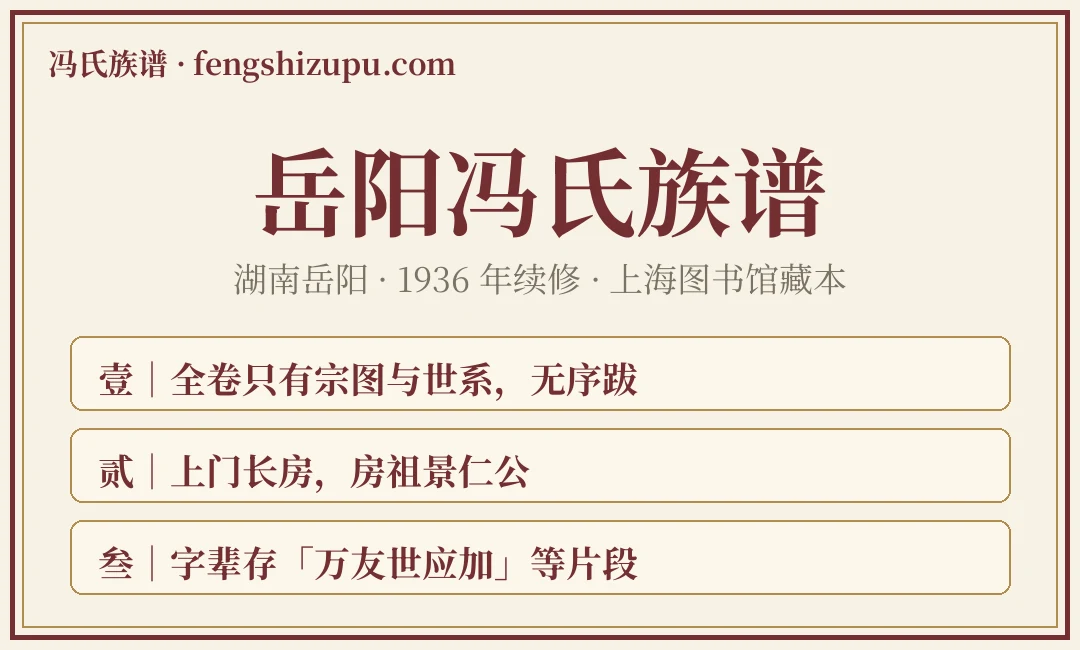 冯氏族谱 · fengshizupu.com
岳阳冯氏族谱
湖南岳阳 · 1936 年续修 · 上海图书馆藏本
壹｜全卷只有宗图与世系，无序跋
贰｜上门长房，房祖景仁公
叁｜字辈存「万友世应加」等片段